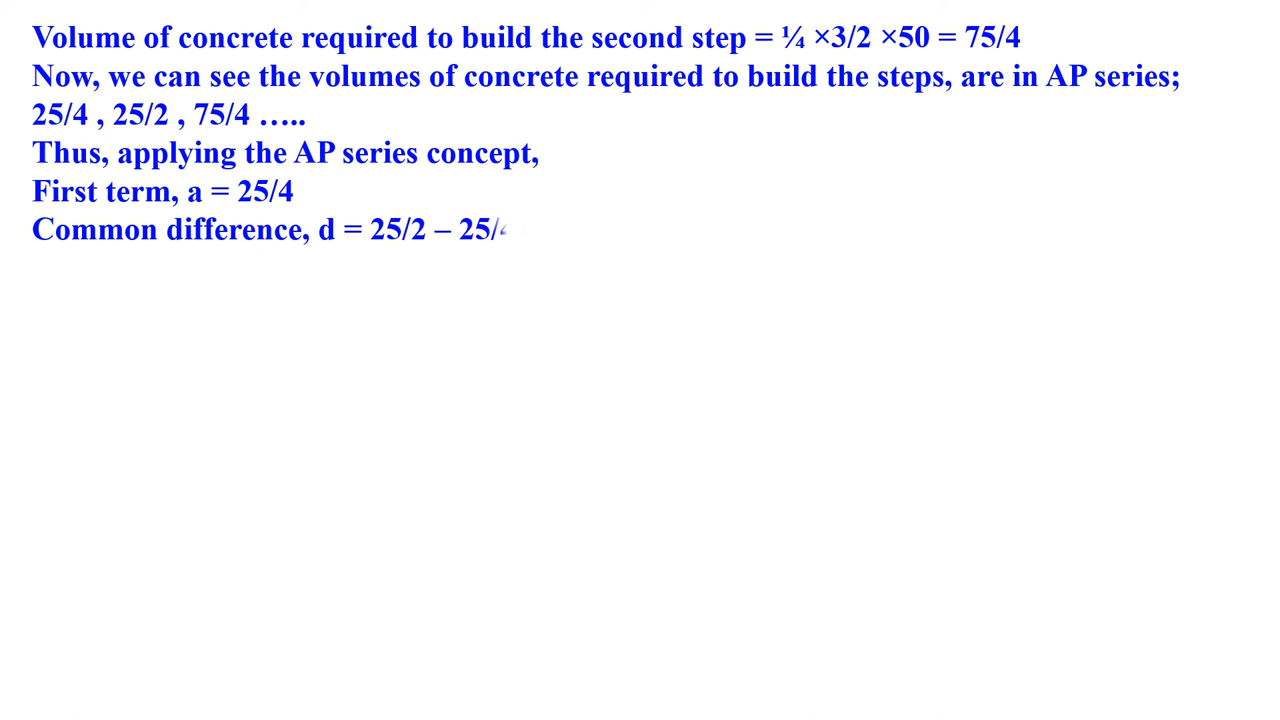 Volume of concrete required to build the second step = ¼ ×3/2 ×50 = 75/4
Now, we can see the volumes of concrete required to build the steps, are in AP series;
25/4 , 25/2 , 75/4 …..
Thus, applying the AP series concept,
First term, a = 25/4
Common difference, d = 25/2 – 25/4